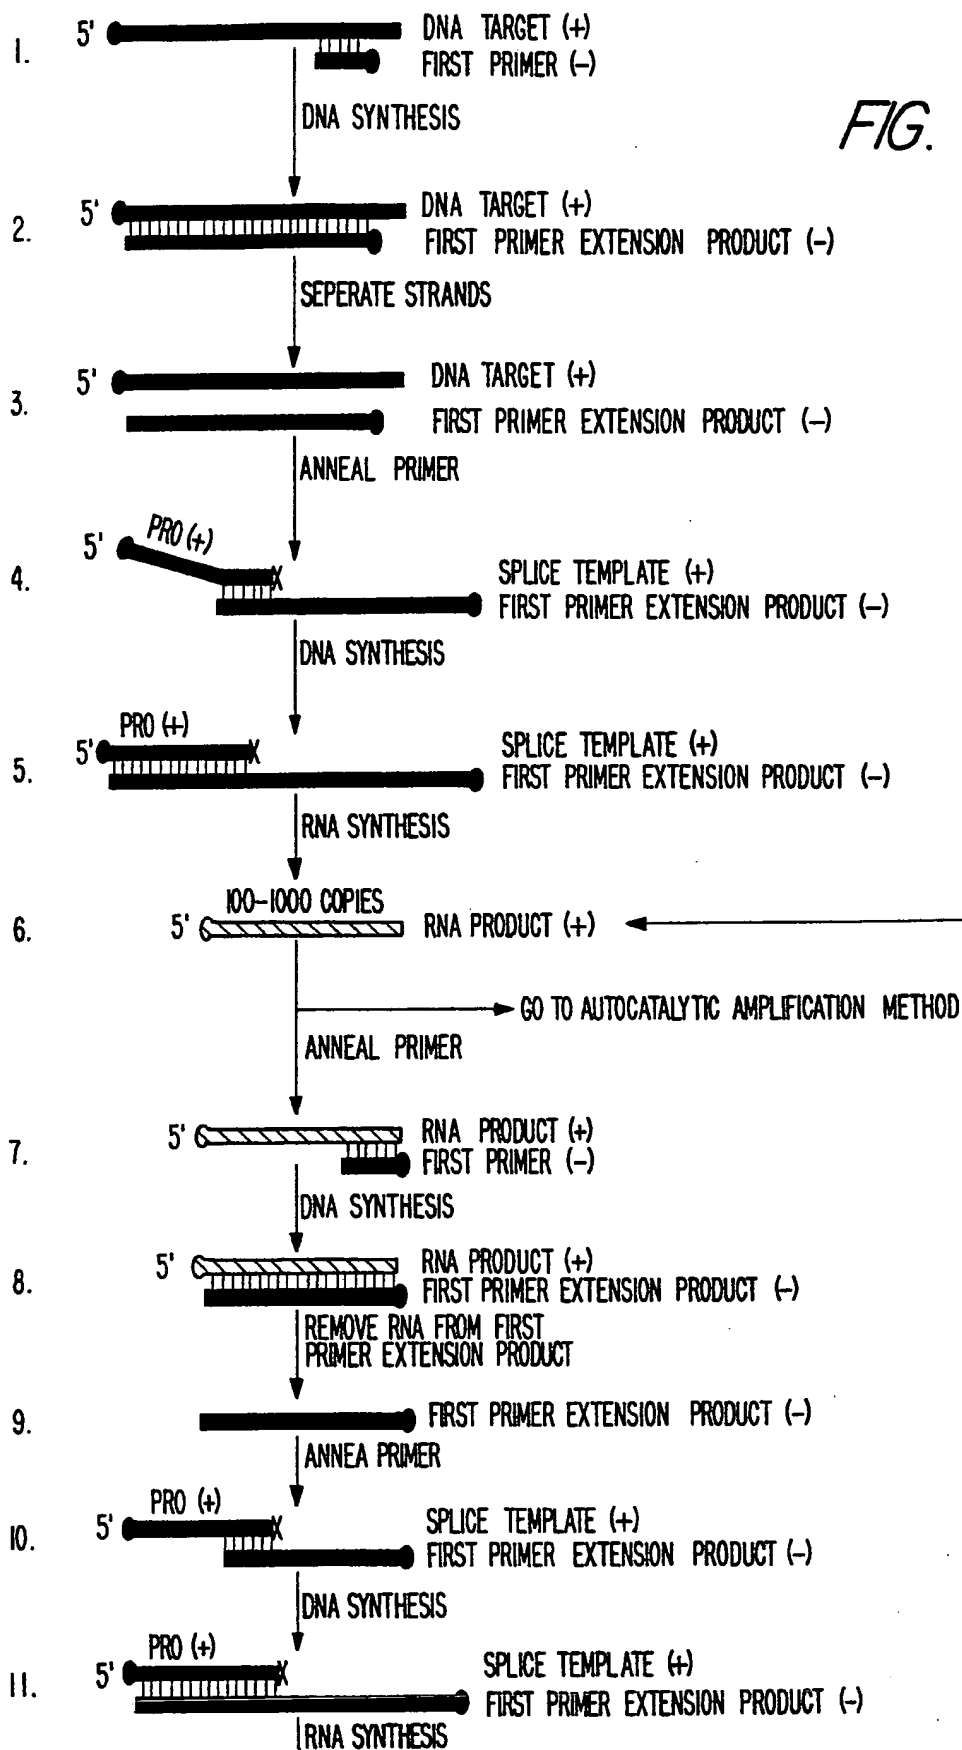 FIG.
1.
5'
DNA TARGET (+)
FIRST PRIMER (-)
DNA SYNTHESIS
2.
5'
DNA TARGET (+)
FIRST PRIMER EXTENSION PRODUCT (-)
SEPERATE STRANDS
3.
5'
DNA TARGET (+)
FIRST PRIMER EXTENSION PRODUCT (-)
ANNEAL PRIMER
4.
5'
PRO (+)
X
SPLICE TEMPLATE (+)
FIRST PRIMER EXTENSION PRODUCT (-)
DNA SYNTHESIS
5.
PRO (+)
5'
X
SPLICE TEMPLATE (+)
FIRST PRIMER EXTENSION PRODUCT (-)
RNA SYNTHESIS
6.
100-1000 COPIES
5'
RNA PRODUCT (+)
GO TO AUTOCATALYTIC AMPLIFICATION METHOD
ANNEAL PRIMER
7.
5'
RNA PRODUCT (+)
FIRST PRIMER (-)
DNA SYNTHESIS
8.
5'
RNA PRODUCT (+)
FIRST PRIMER EXTENSION PRODUCT (-)
REMOVE RNA FROM FIRST
PRIMER EXTENSION PRODUCT
9.
FIRST PRIMER EXTENSION PRODUCT (-)
ANNEA PRIMER
10.
PRO (+)
5'
X
SPLICE TEMPLATE (+)
FIRST PRIMER EXTENSION PRODUCT (-)
DNA SYNTHESIS
11.
PRO (+)
5'
X
SPLICE TEMPLATE (+)
FIRST PRIMER EXTENSION PRODUCT (-)
RNA SYNTHESIS